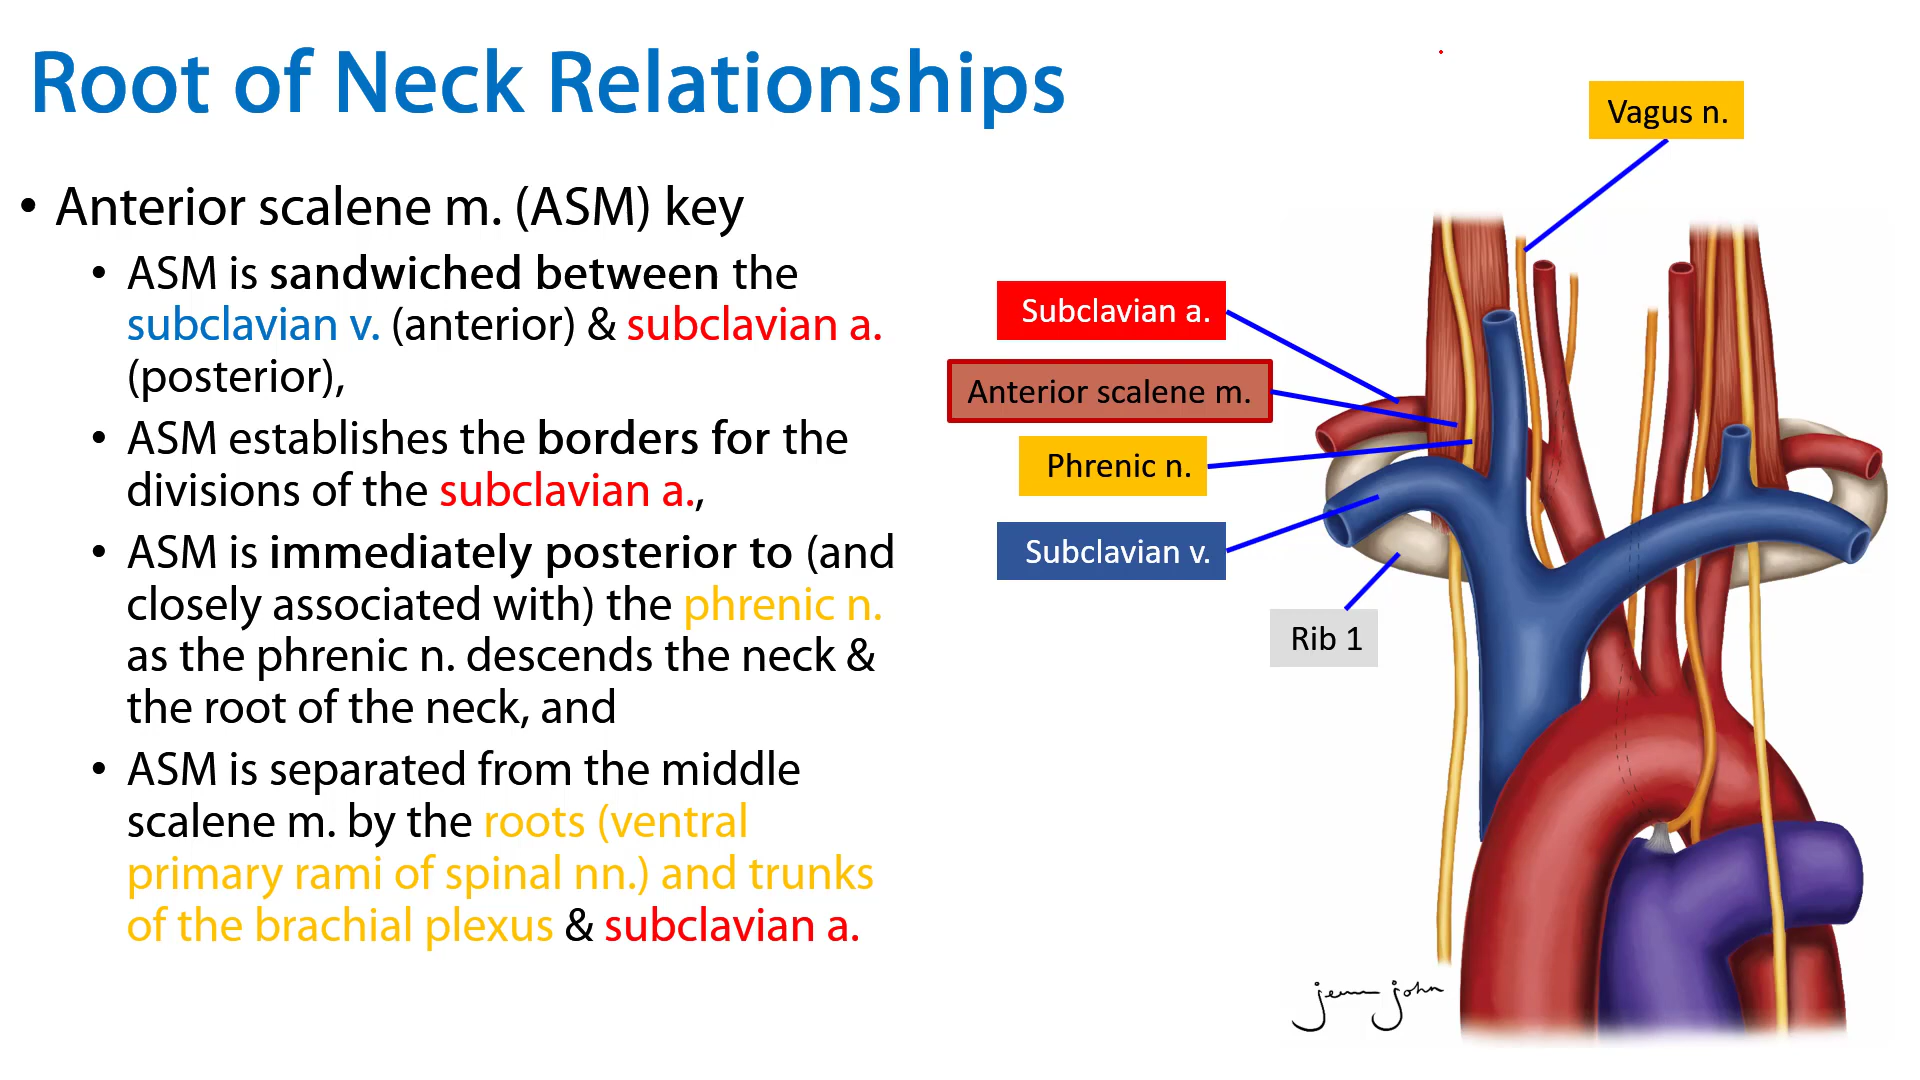 Root of Neck Relationships
• Anterior scalene m. (ASM) key
• ASM is sandwiched between the
subclavian v. (anterior) & subclavian a.
(posterior),
• ASM establishes the borders for the
divisions of the subclavian a.,
• ASM is immediately posterior to (and
closely associated with) the phrenic n.
as the phrenic n. descends the neck &
the root of the neck, and
• ASM is separated from the middle
scalene m. by the roots (ventral
primary rami of spinal nn.) and trunks
of the brachial plexus & subclavian a.
Vagus n.
Subclavian a.
Anterior scalene m.
Phrenic n.
Subclavian v.
Rib 1
john